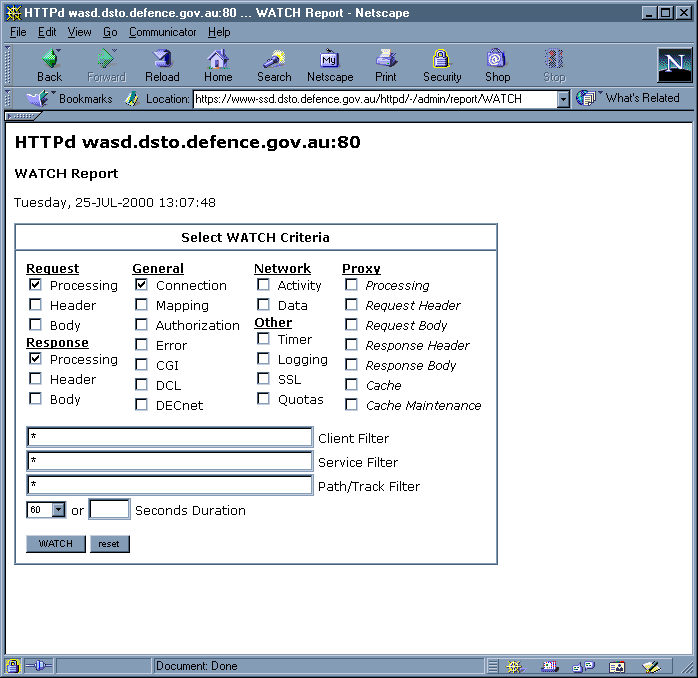 HTTPd wasd.dsto.defence.gov.au:80 ... WATCH Report - Netscape
File Edit View Go Communicator Help
Back Forward Reload Home Search Netscape Print Security Shop Stop
My N
Bookmarks Location: https://www-ssd.dsto.defence.gov.au/httpd/-/admin/report/WATCH What's Related
HTTPd wasd.dsto.defence.gov.au:80
WATCH Report
Tuesday, 25-JUL-2000 13:07:48
Select WATCH Criteria
Request General Network Proxy
Processing Connection Activity Processing
Header Mapping Data Request Header
Body Authorization Other Request Body
Response Error Timer Response Header
Processing CGI Logging Response Body
Header DCL SSL Cache
Body DECnet Quotas Cache Maintenance
* Client Filter
* Service Filter
* Path/Track Filter
60 or Seconds Duration
WATCH reset
Document: Done